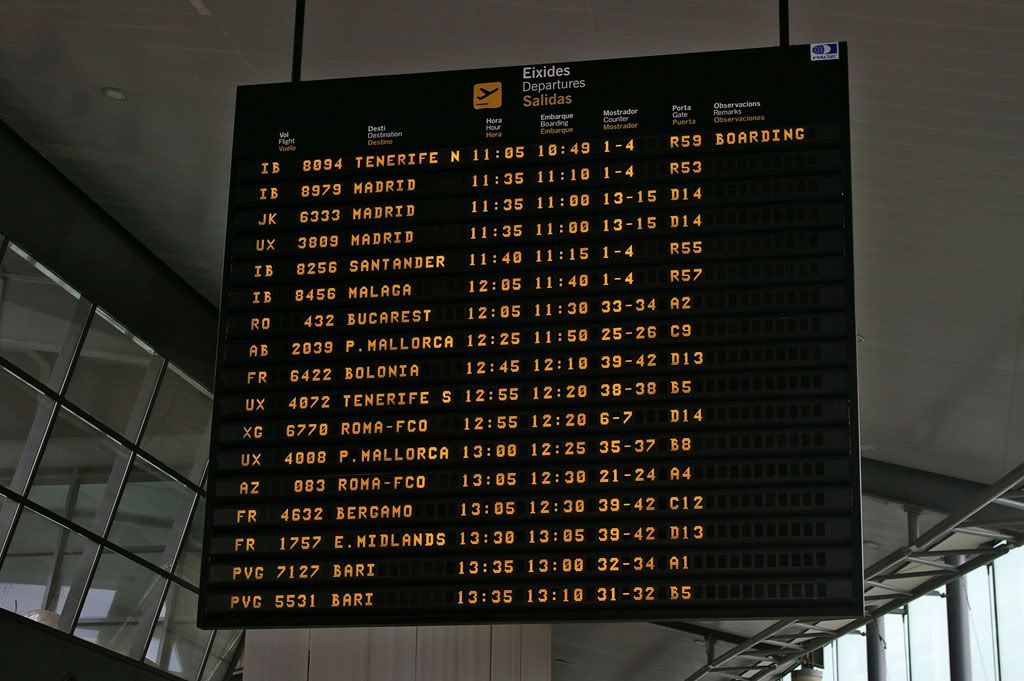 PAGE
Eixides
Departures
Salidas
Vol Desti Hora Embarque Mostrador Porta Observacions
Flight Destination Hour Boarding Counter Gate Remarks
Vuelo Destino Hora Embarque Mostrador Puerta Observaciones
IB 8094 TENERIFE N 11:05 10:49 1-4 R59 BOARDING
IB 8979 MADRID 11:35 11:10 1-4 R53
JK 6333 MADRID 11:35 11:00 13-15 D14
UX 3809 MADRID 11:35 11:00 13-15 D14
IB 8256 SANTANDER 11:40 11:15 1-4 R55
IB 8456 MALAGA 12:05 11:40 1-4 R57
RO 432 BUCAREST 12:05 11:30 33-34 A2
AB 2039 P.MALLORCA 12:25 11:50 25-26 C9
FR 6422 BOLONIA 12:45 12:10 39-42 D13
UX 4072 TENERIFE S 12:55 12:20 38-38 B5
XG 6770 ROMA-FCO 12:55 12:20 6-7 D14
UX 4008 P.MALLORCA 13:00 12:25 35-37 B8
AZ 083 ROMA-FCO 13:05 12:30 21-24 A4
FR 4632 BERGAMO 13:05 12:30 39-42 C12
FR 1757 E.MIDLANDS 13:30 13:05 39-42 D13
PVG 7127 BARI 13:35 13:00 32-34 A1
PVG 5531 BARI 13:35 13:10 31-32 B5